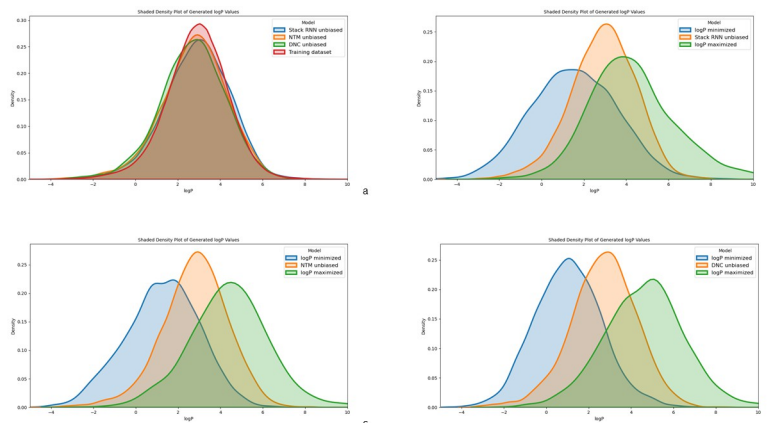 Shaded Density Plot of Generated logP Values
Model
Stack RNN unbiased
NTM unbiased
DNC unbiased
Training dataset
0.30
0.25
0.20
0.15
0.10
0.05
0.00
Density
−4 −2 0 2 4 6 8 10
logP
a
Shaded Density Plot of Generated logP Values
Model
logP minimized
Stack RNN unbiased
logP maximized
0.25
0.20
0.15
0.10
0.05
0.00
Density
−4 −2 0 2 4 6 8 10
logP
Shaded Density Plot of Generated logP Values
Model
logP minimized
NTM unbiased
logP maximized
0.25
0.20
0.15
0.10
0.05
0.00
Density
−4 −2 0 2 4 6 8 10
logP
Shaded Density Plot of Generated logP Values
Model
logP minimized
DNC unbiased
logP maximized
0.25
0.20
0.15
0.10
0.05
0.00
Density
−4 −2 0 2 4 6 8 10
logP